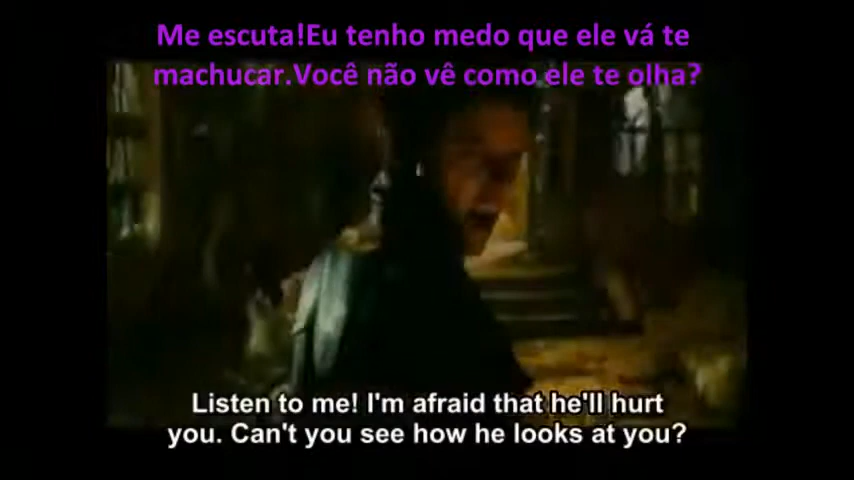 Me escuta!Eu tenho medo que ele vá te
machucar.Você não vê como ele te olha?
Listen to me! I'm afraid that he'll hurt
you. Can't you see how he looks at you?